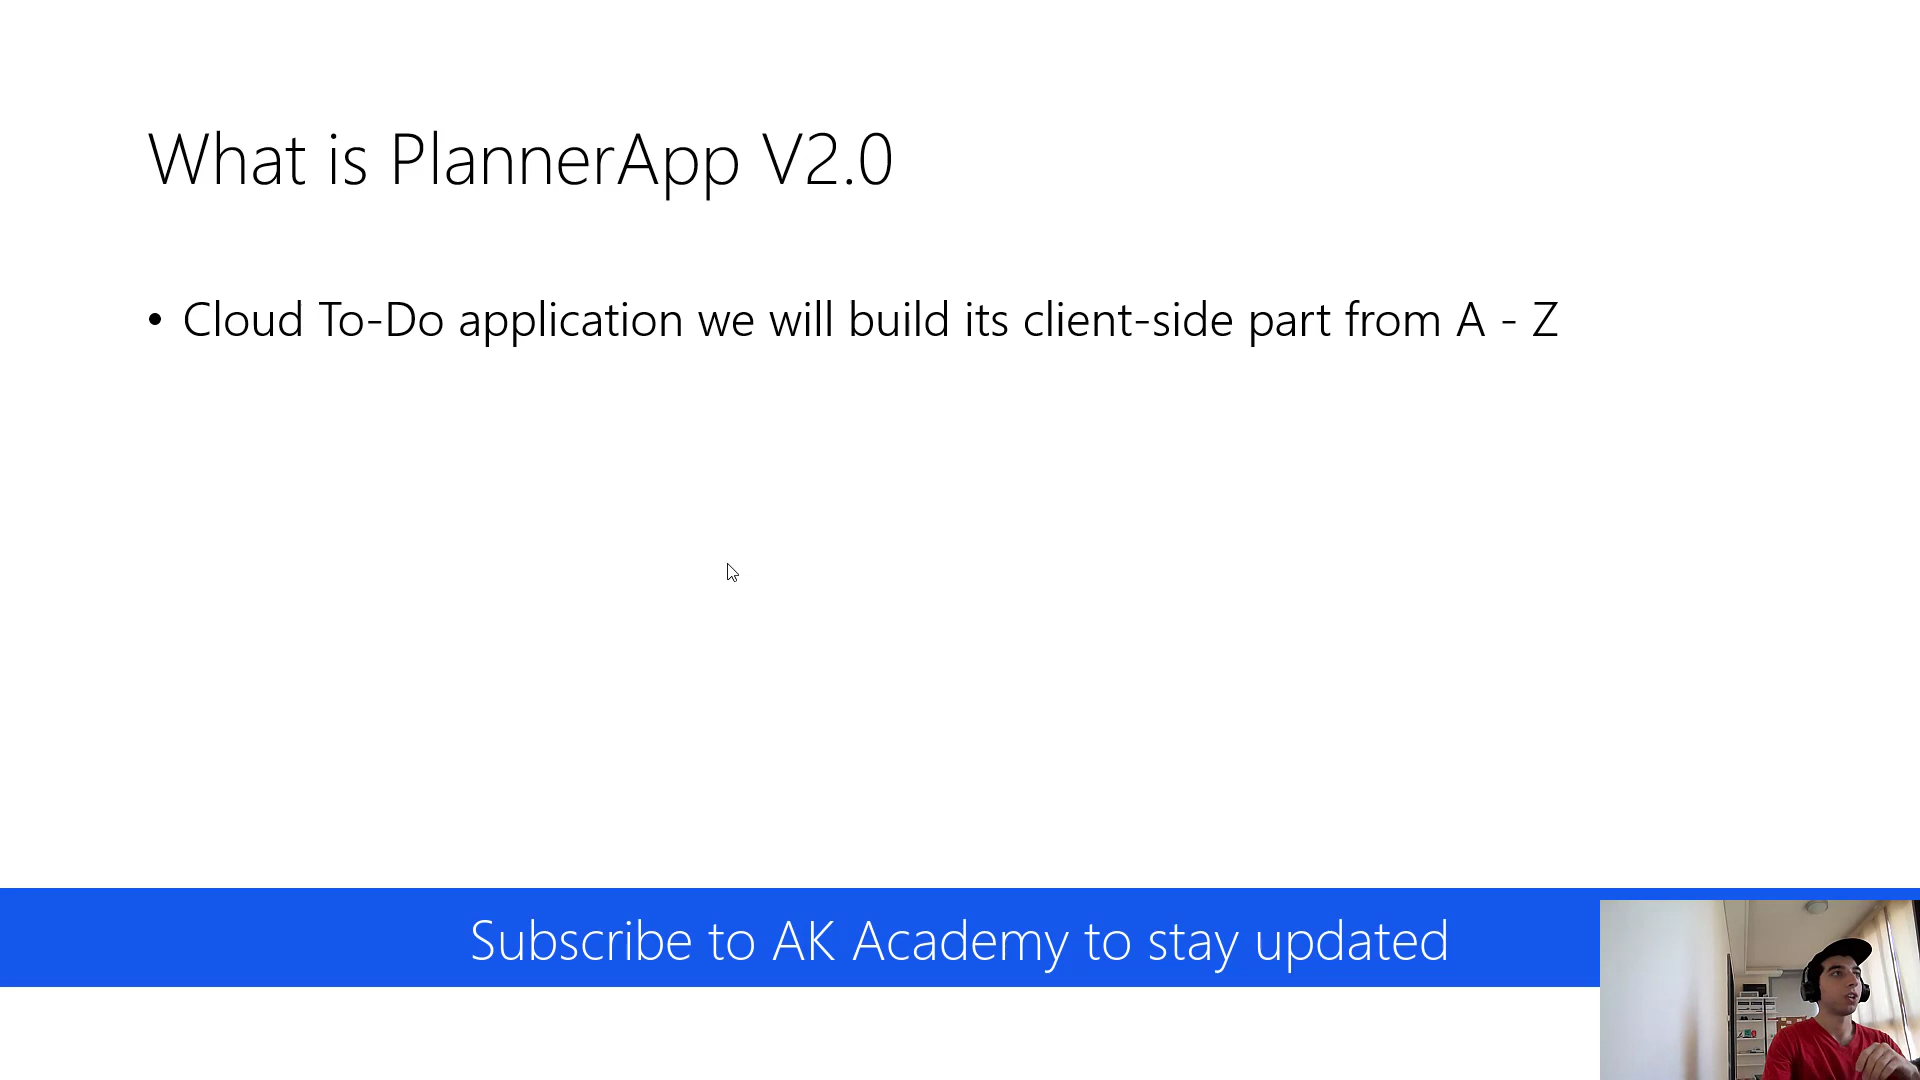 What is PlannerApp V2.0
• Cloud To-Do application we will build its client-side part from A - Z
Subscribe to AK Academy to stay updated